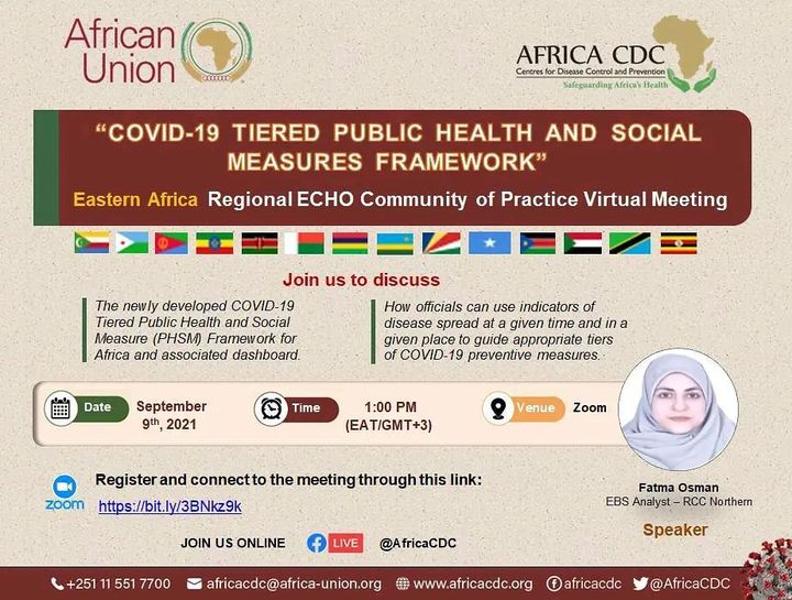 African
Union
AFRICA CDC
Centres for Disease Control and Prevention
Safeguarding Africa's Health
“COVID-19 TIERED PUBLIC HEALTH AND SOCIAL
MEASURES FRAMEWORK”
Eastern Africa Regional ECHO Community of Practice Virtual Meeting
Join us to discuss
The newly developed COVID-19
Tiered Public Health and Social
Measure (PHSM) Framework for
Africa and associated dashboard.
How officials can use indicators of
disease spread at a given time and in a
given place to guide appropriate tiers
of COVID-19 preventive measures.
Date
September
9th, 2021
Time
1:00 PM
(EAT/GMT+3)
Venue
Zoom
Fatma Osman
EBS Analyst – RCC Northern
Speaker
Register and connect to the meeting through this link:
zoom
https://bit.ly/3BNkz9k
JOIN US ONLINE
LIVE
@AfricaCDC
+251 11 551 7700
africacdc@africa-union.org
www.africacdc.org
africacdc
@AfricaCDC